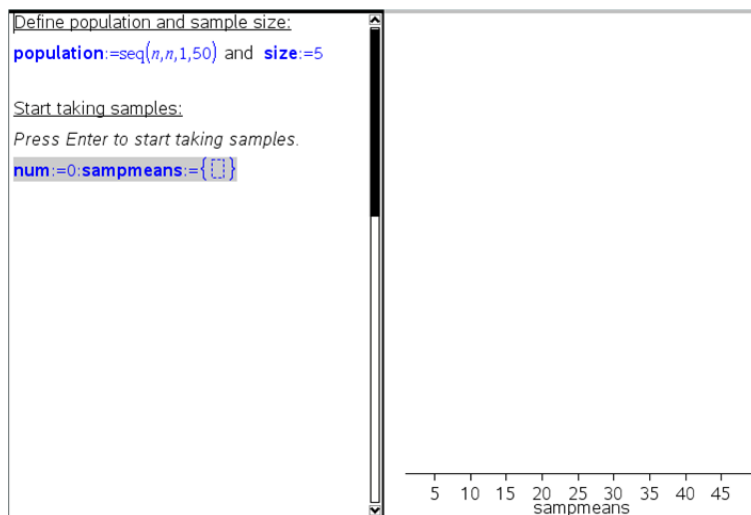 Define population and sample size:
population:=seq(n,n,1,50) and size:=5
Start taking samples:
Press Enter to start taking samples.
num:=0:sampmeans:={▯}
5 10 15 20 25 30 35 40 45
sampmeans